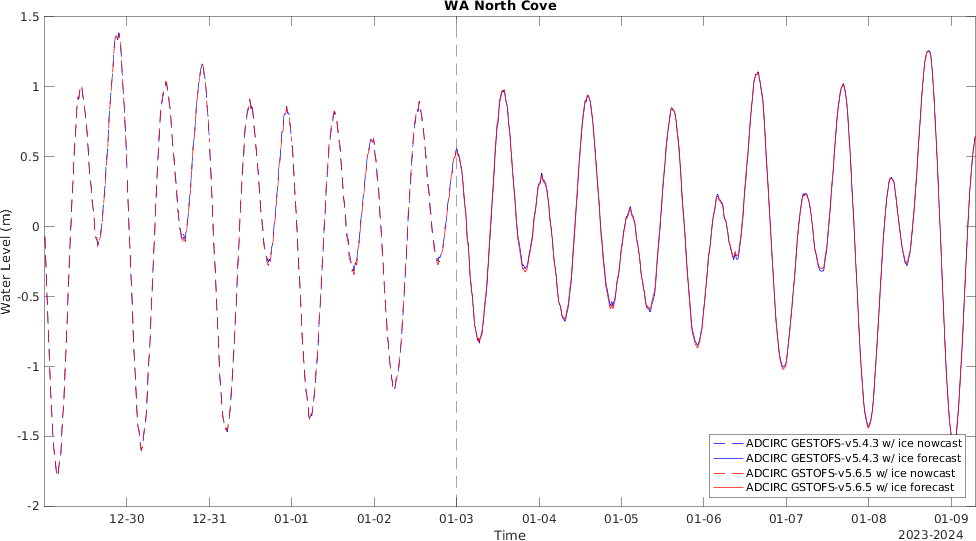 WA North Cove
1.5
1
0.5
0
-0.5
-1
-1.5
-2
Water Level (m)
12-30 12-31 01-01 01-02 01-03 01-04 01-05 01-06 01-07 01-08 01-09
Time
2023-2024
ADCIRC GESTOFS-v5.4.3 w/ ice nowcast
ADCIRC GESTOFS-v5.4.3 w/ ice forecast
ADCIRC GSTOFS-v5.6.5 w/ ice nowcast
ADCIRC GSTOFS-v5.6.5 w/ ice forecast